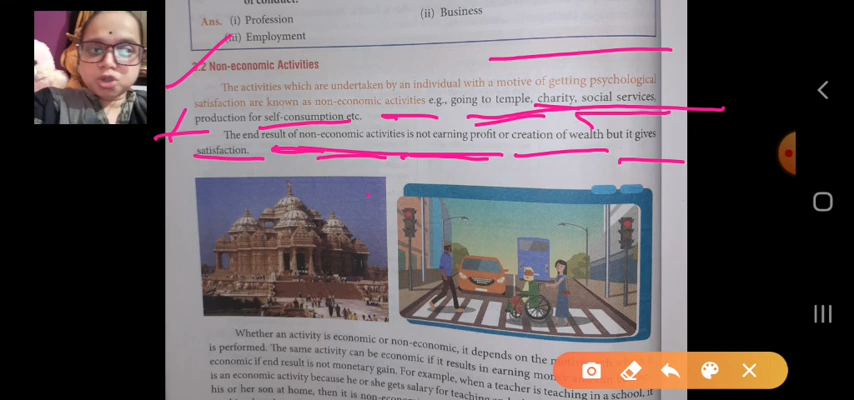 of conduct.
Ans. (i) Profession (ii) Business
(iii) Employment
2.2 Non-economic Activities
The activities which are undertaken by an individual with a motive of getting psychological
satisfaction are known as non-economic activities e.g., going to temple, charity, social services,
production for self-consumption etc.
The end result of non-economic activities is not earning profit or creation of wealth but it gives
satisfaction.
Whether an activity is economic or non-economic, it depends on the
is performed. The same activity can be economic if it results in earning money
economic if end result is not monetary gain. For example, when a teacher is teaching in a school, it
is an economic activity because he or she gets salary for teaching
his or her son at home, then it is